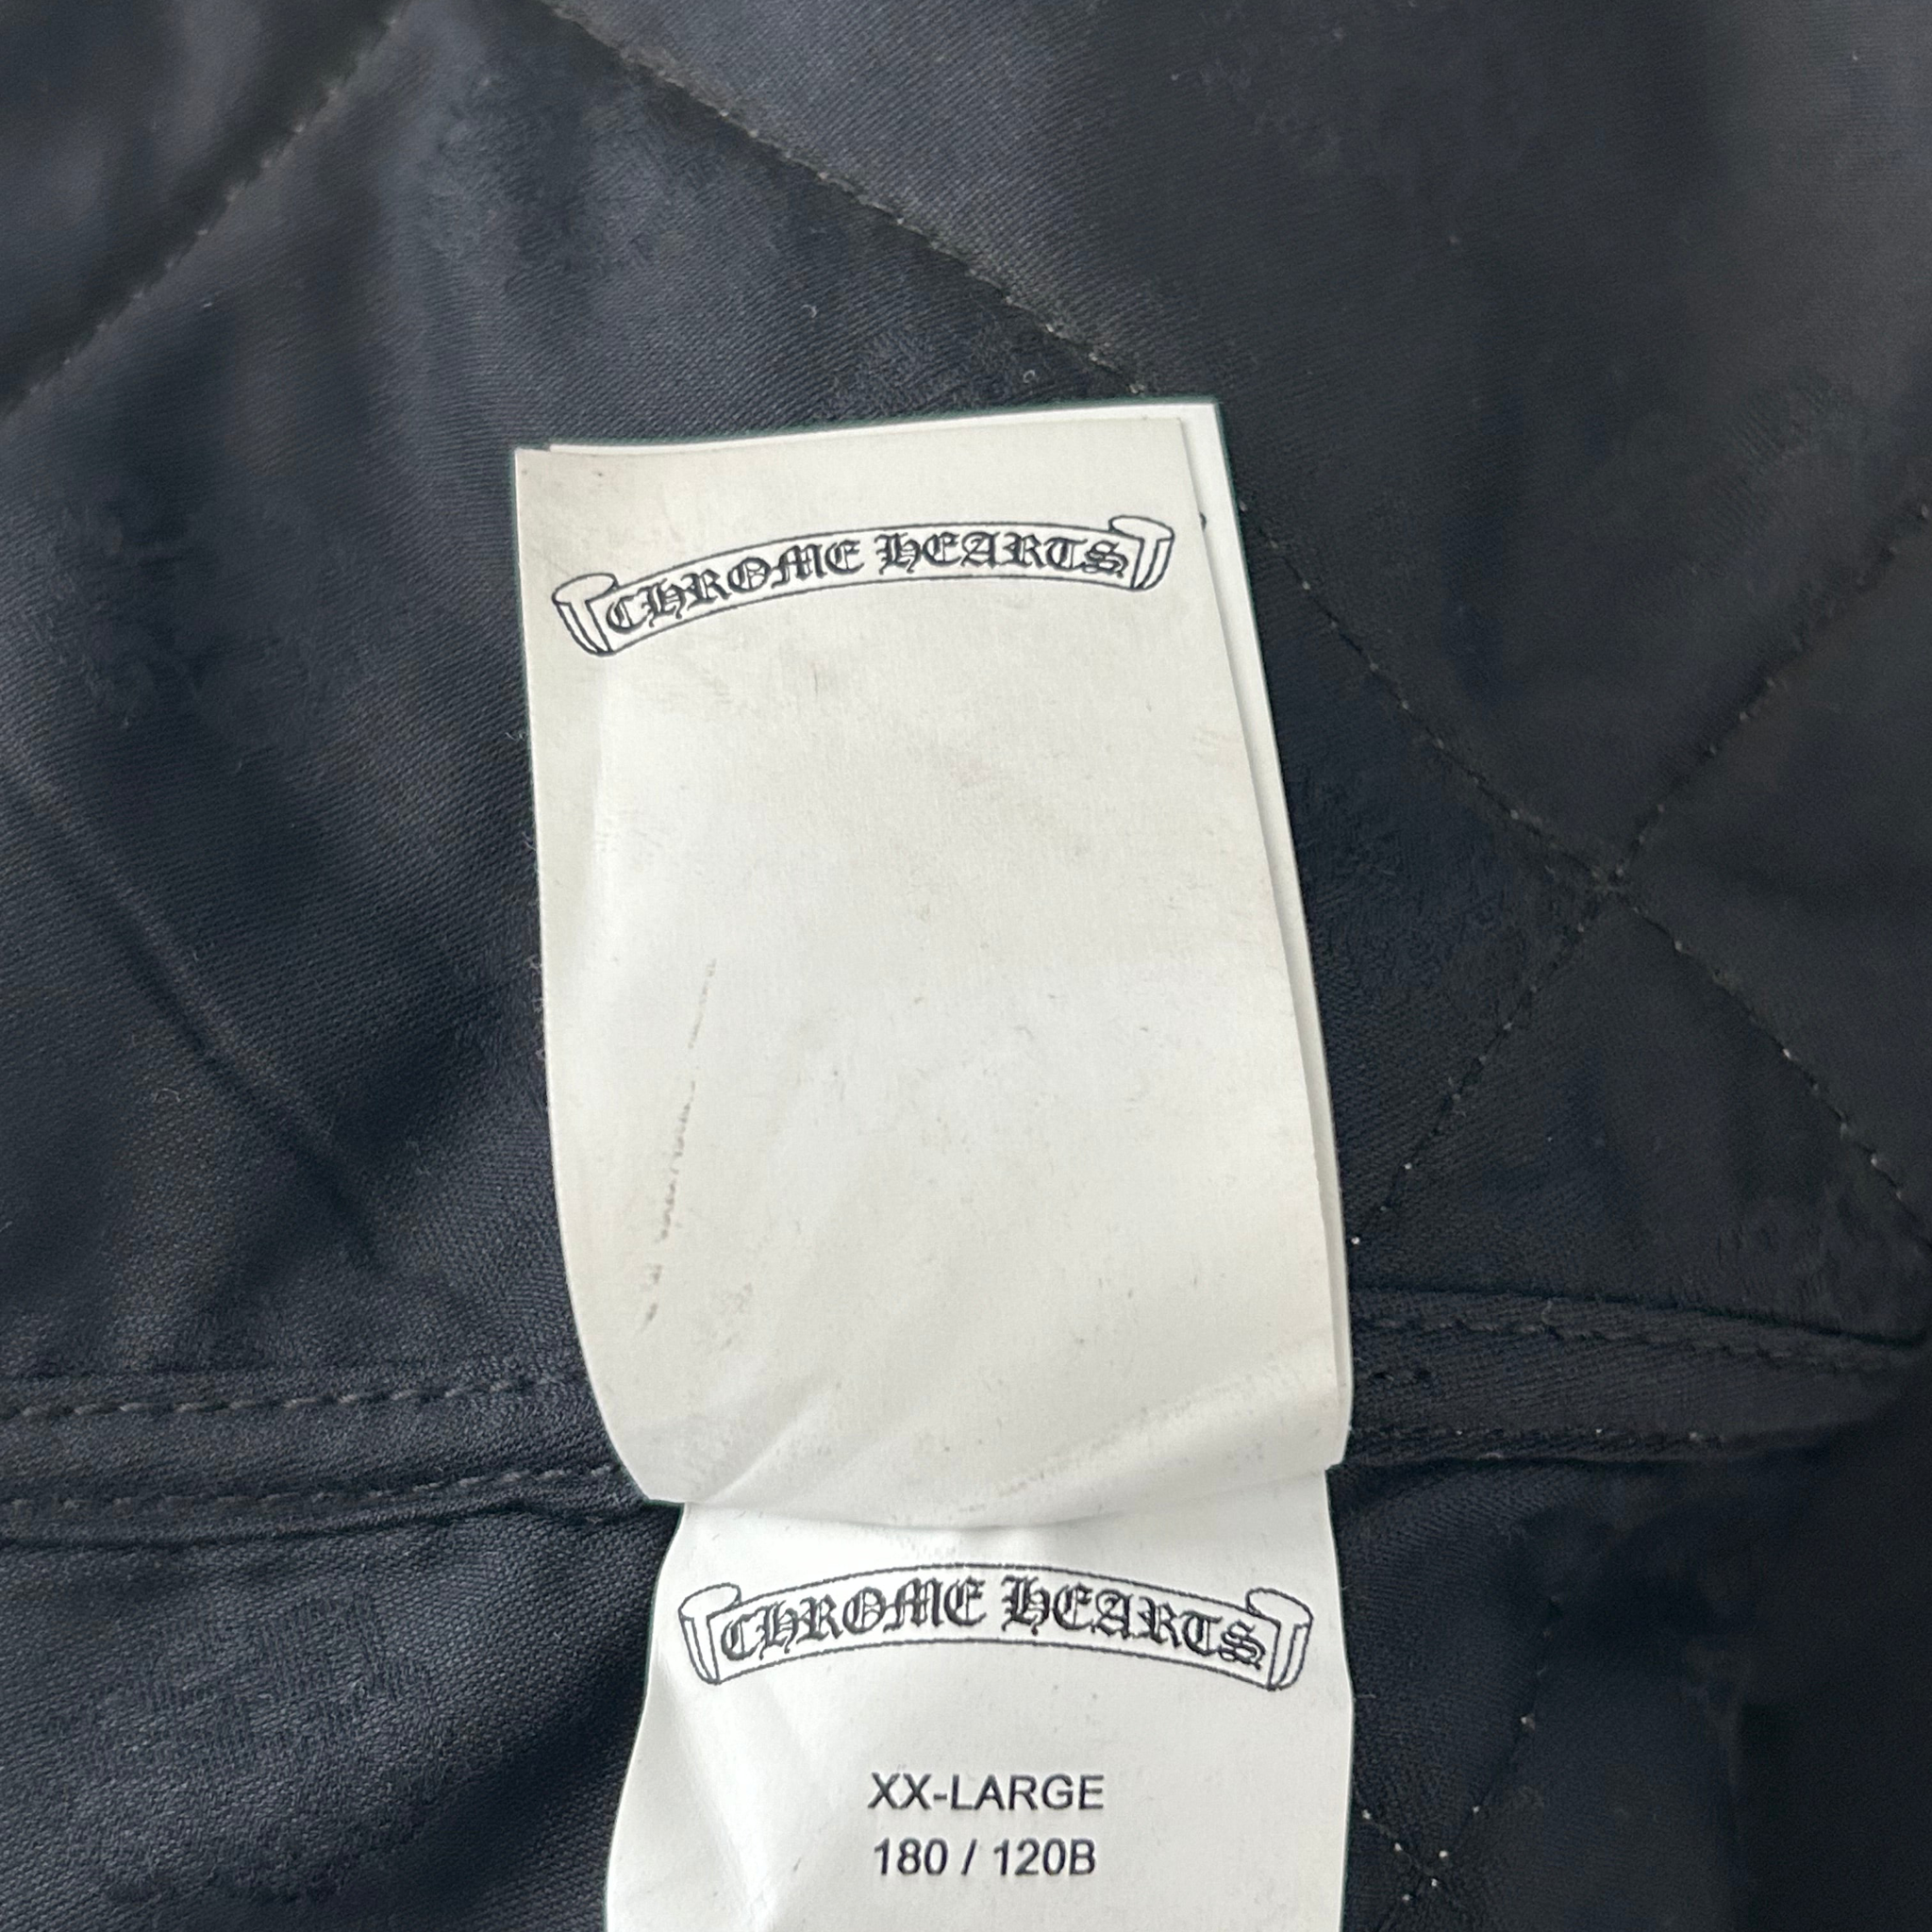 CHROME HEARTS
CHROME HEARTS
XX-LARGE
180 / 120B